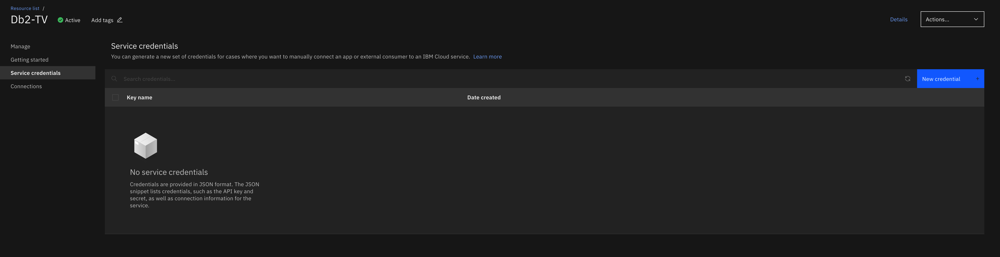 Resource list /
Db2-TV
Active
Add tags
Details
Actions...
Manage
Getting started
Service credentials
Connections
Service credentials
You can generate a new set of credentials for cases where you want to manually connect an app or external consumer to an IBM Cloud service. Learn more
Search credentials...
New credential +
Key name
Date created
No service credentials
Credentials are provided in JSON format. The JSON
snippet lists credentials, such as the API key and
secret, as well as connection information for the
service.